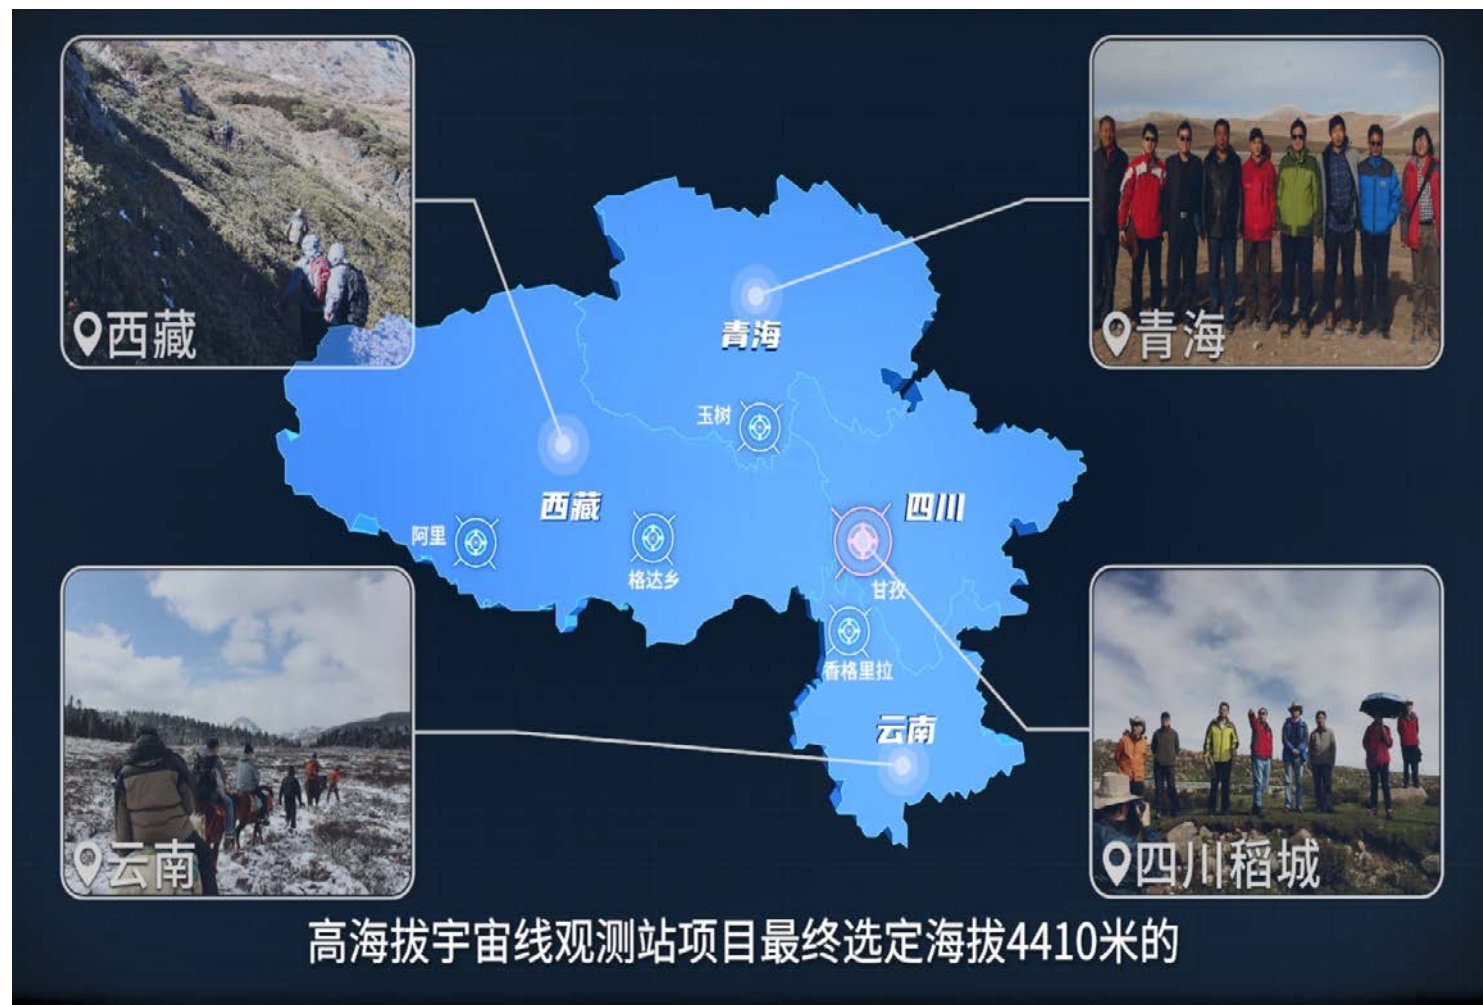 西藏
青海
青海
玉树
西藏
四川
阿里
格达乡
甘孜
香格里拉
云南
云南
四川稻城
高海拔宇宙线观测站项目最终选定海拔4410米的